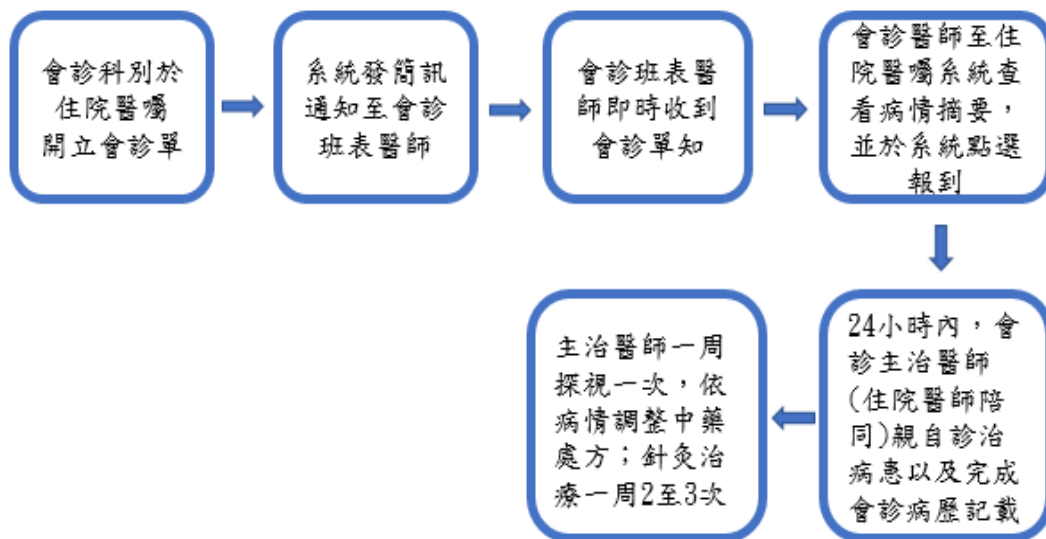 會診科別於
住院醫囑
開立會診單
系統發簡訊
通知至會診
班表醫師
會診班表醫
師即時收到
會診單知
會診醫師至住
院醫囑系統查
看病情摘要，
並於系統點選
報到
24小時內，會
診主治醫師
(住院醫師陪
同)親自診治
病患以及完成
會診病歷記載
主治醫師一周
探視一次，依
病情調整中藥
處方；針灸治
療一周2至3次